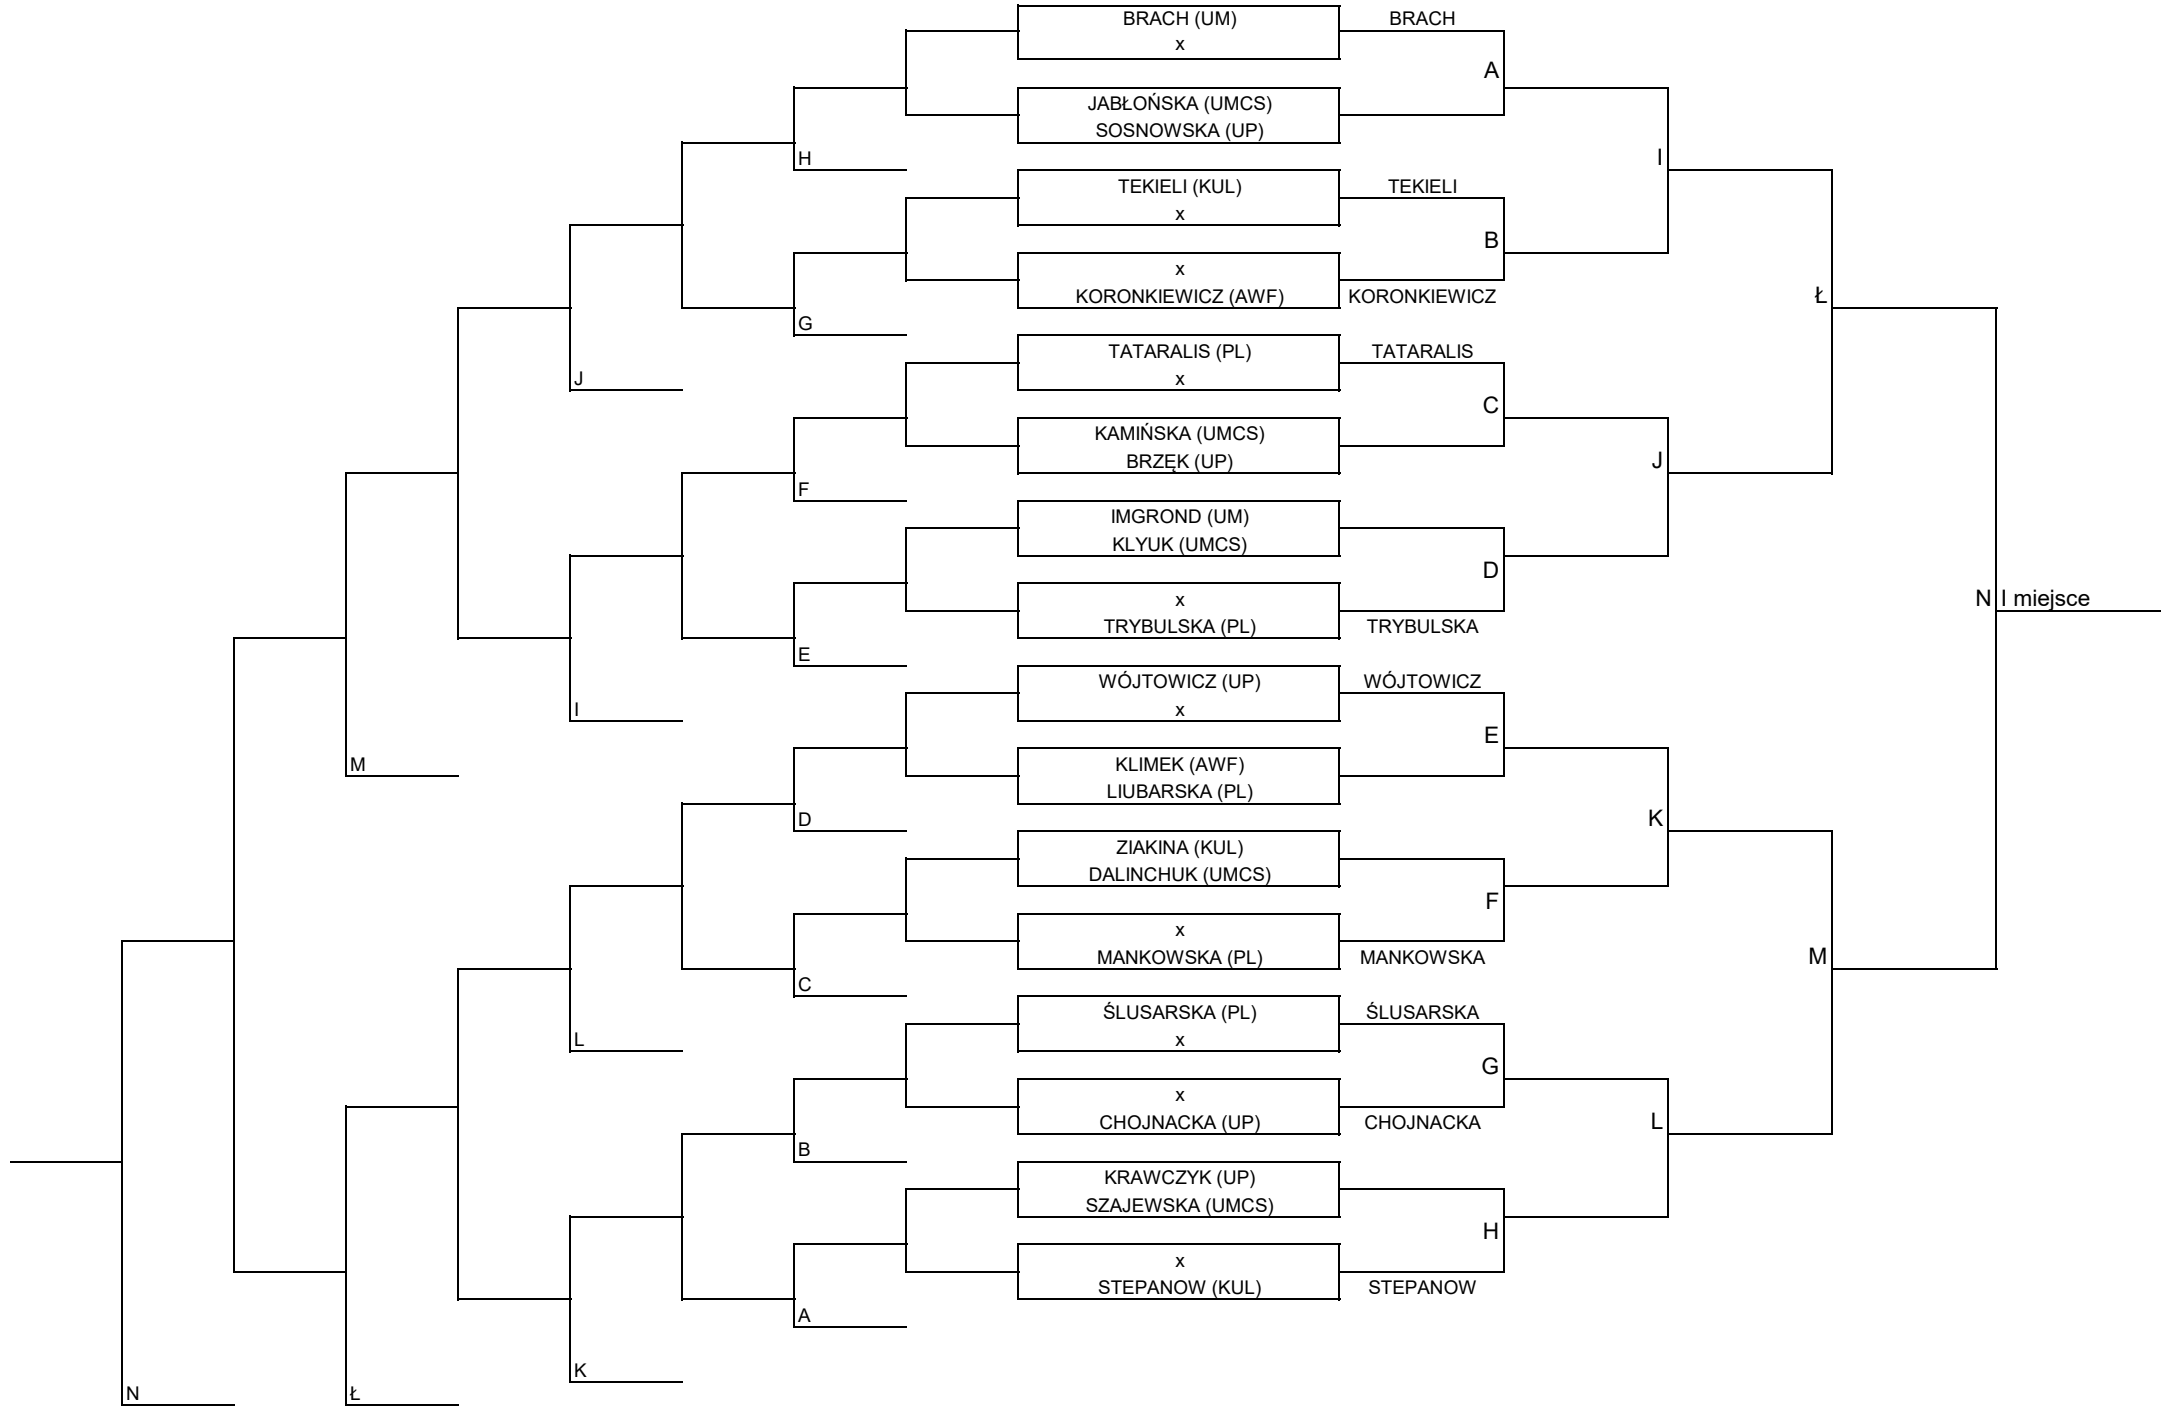 BRACH (UM)
BRACH
x
A
JABŁOŃSKA (UMCS)
SOSNOWSKA (UP)
H
I
TEKIELI (KUL)
TEKIELI
x
B
x
KORONKIEWICZ (AWF)
KORONKIEWICZ
Ł
G
TATARALIS (PL)
TATARALIS
x
J
C
KAMIŃSKA (UMCS)
BRZĘK (UP)
J
F
IMGROND (UM)
KLYUK (UMCS)
D
x
N
I miejsce
TRYBULSKA (PL)
TRYBULSKA
E
WÓJTOWICZ (UP)
WÓJTOWICZ
x
I
E
KLIMEK (AWF)
M
LIUBARSKA (PL)
D
K
ZIAKINA (KUL)
DALINCHUK (UMCS)
F
x
MANKOWSKA (PL)
MANKOWSKA
M
C
ŚLUSARSKA (PL)
ŚLUSARSKA
L
x
G
x
CHOJNACKA (UP)
CHOJNACKA
L
B
KRAWCZYK (UP)
SZAJEWSKA (UMCS)
H
x
STEPANOW (KUL)
STEPANOW
A
K
N
Ł